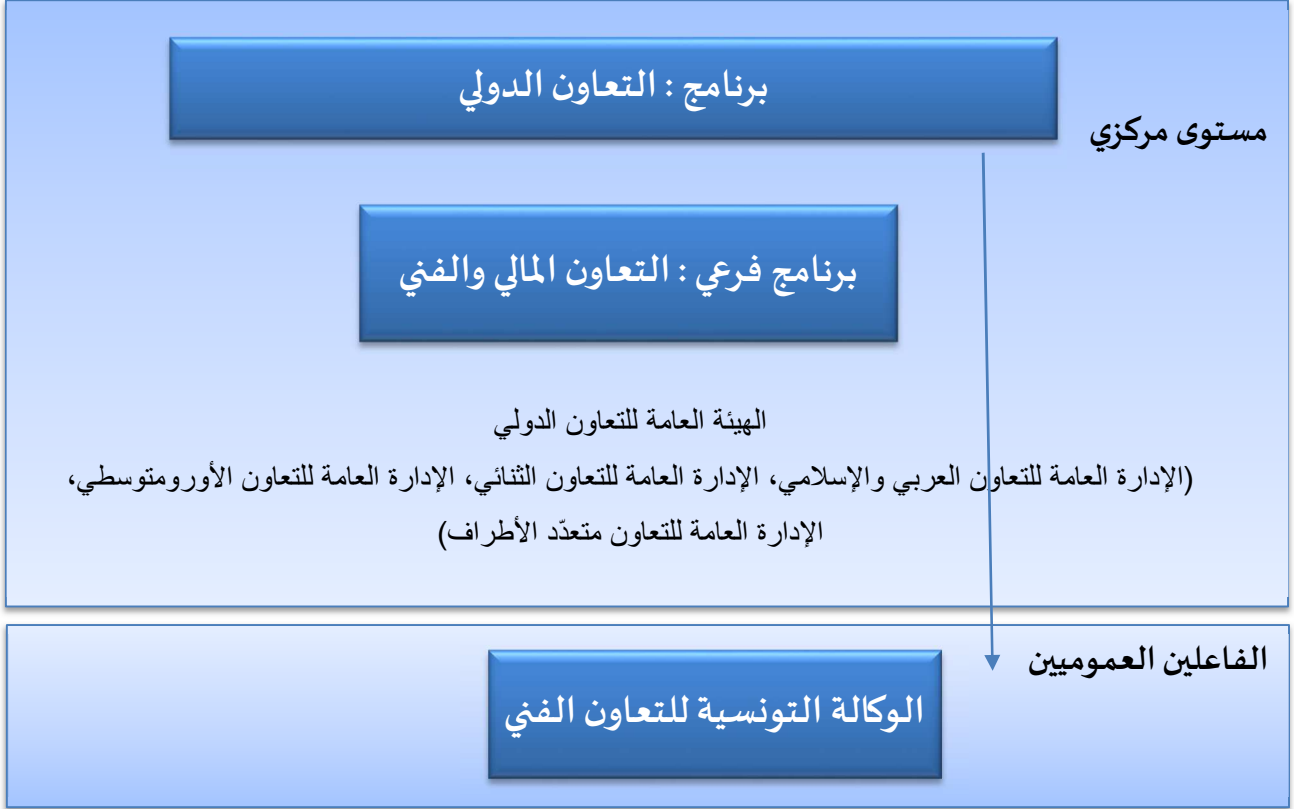 برنامج : التعاون الدولي
مستوى مركزي
برنامج فرعي : التعاون المالي والفني
الهيئة العامة للتعاون الدولي
(الإدارة العامة للتعاون العربي والإسلامي، الإدارة العامة للتعاون الثنائي، الإدارة العامة للتعاون الأورومتوسطي،
الإدارة العامة للتعاون متعدّد الأطراف)
الفاعلين العموميين
الوكالة التونسية للتعاون الفني